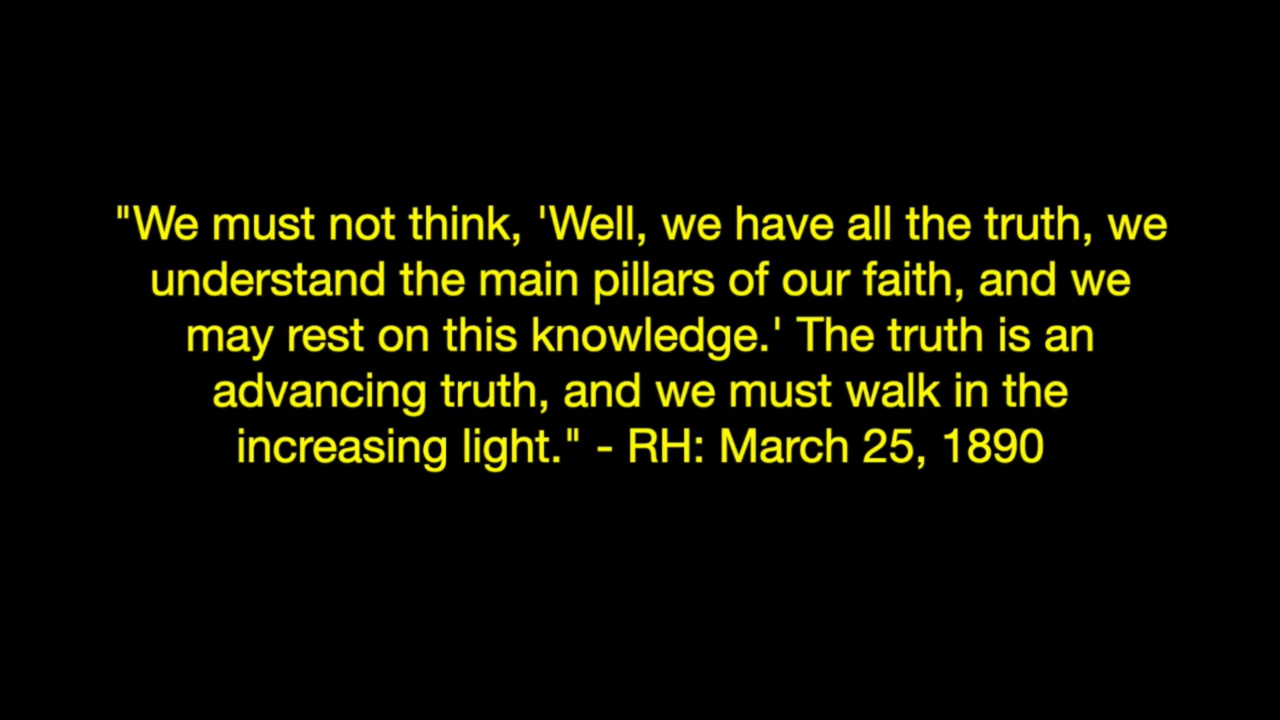 "We must not think, 'Well, we have all the truth, we
understand the main pillars of our faith, and we
may rest on this knowledge.' The truth is an
advancing truth, and we must walk in the
increasing light." - RH: March 25, 1890